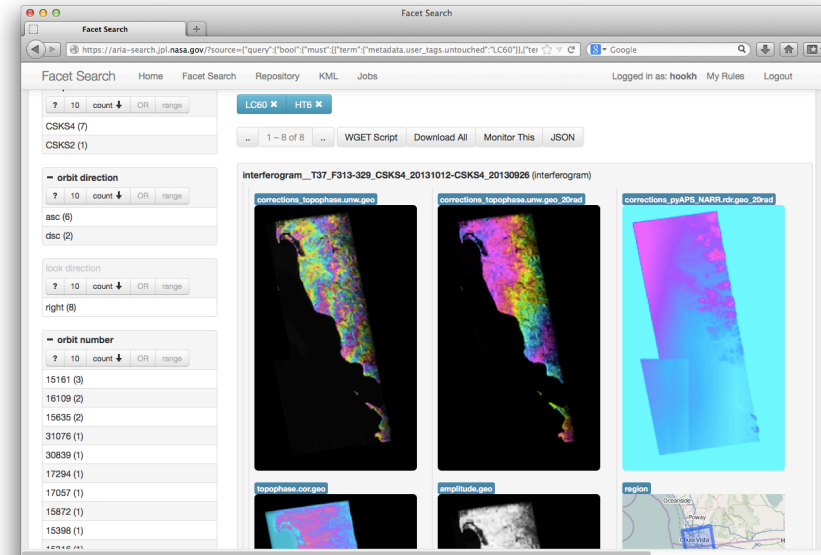 Facet Search
Facet Search
https://aria-search.jpl.nasa.gov/?source={"query":{"bool":{"must":[{"term":{"metadata.user_tags.untouched":"LC60"}},{"ter
Google
Facet Search Home Facet Search Repository KML Jobs Logged in as: hookh My Rules Logout
? 10 count OR range
CSKS4 (7)
CSKS2 (1)
orbit direction
? 10 count OR range
asc (6)
dsc (2)
look direction
? 10 count OR range
right (8)
orbit number
? 10 count OR range
15161 (3)
16109 (2)
15635 (2)
31076 (1)
30839 (1)
17294 (1)
17057 (1)
15872 (1)
15398 (1)
15216 (1)
LC60 HT6
.. 1 – 8 of 8 .. WGET Script Download All Monitor This JSON
interferogram__T37_F313-329_CSKS4_20131012-CSKS4_20130926 (interferogram)
corrections_topophase.unw.geo corrections_topophase.unw.geo_20rad corrections_pyAPS_NARR.rdr.geo_20rad
topophase.cor.geo amplitude.geo region
Oceanside
Poway
Chula Vista